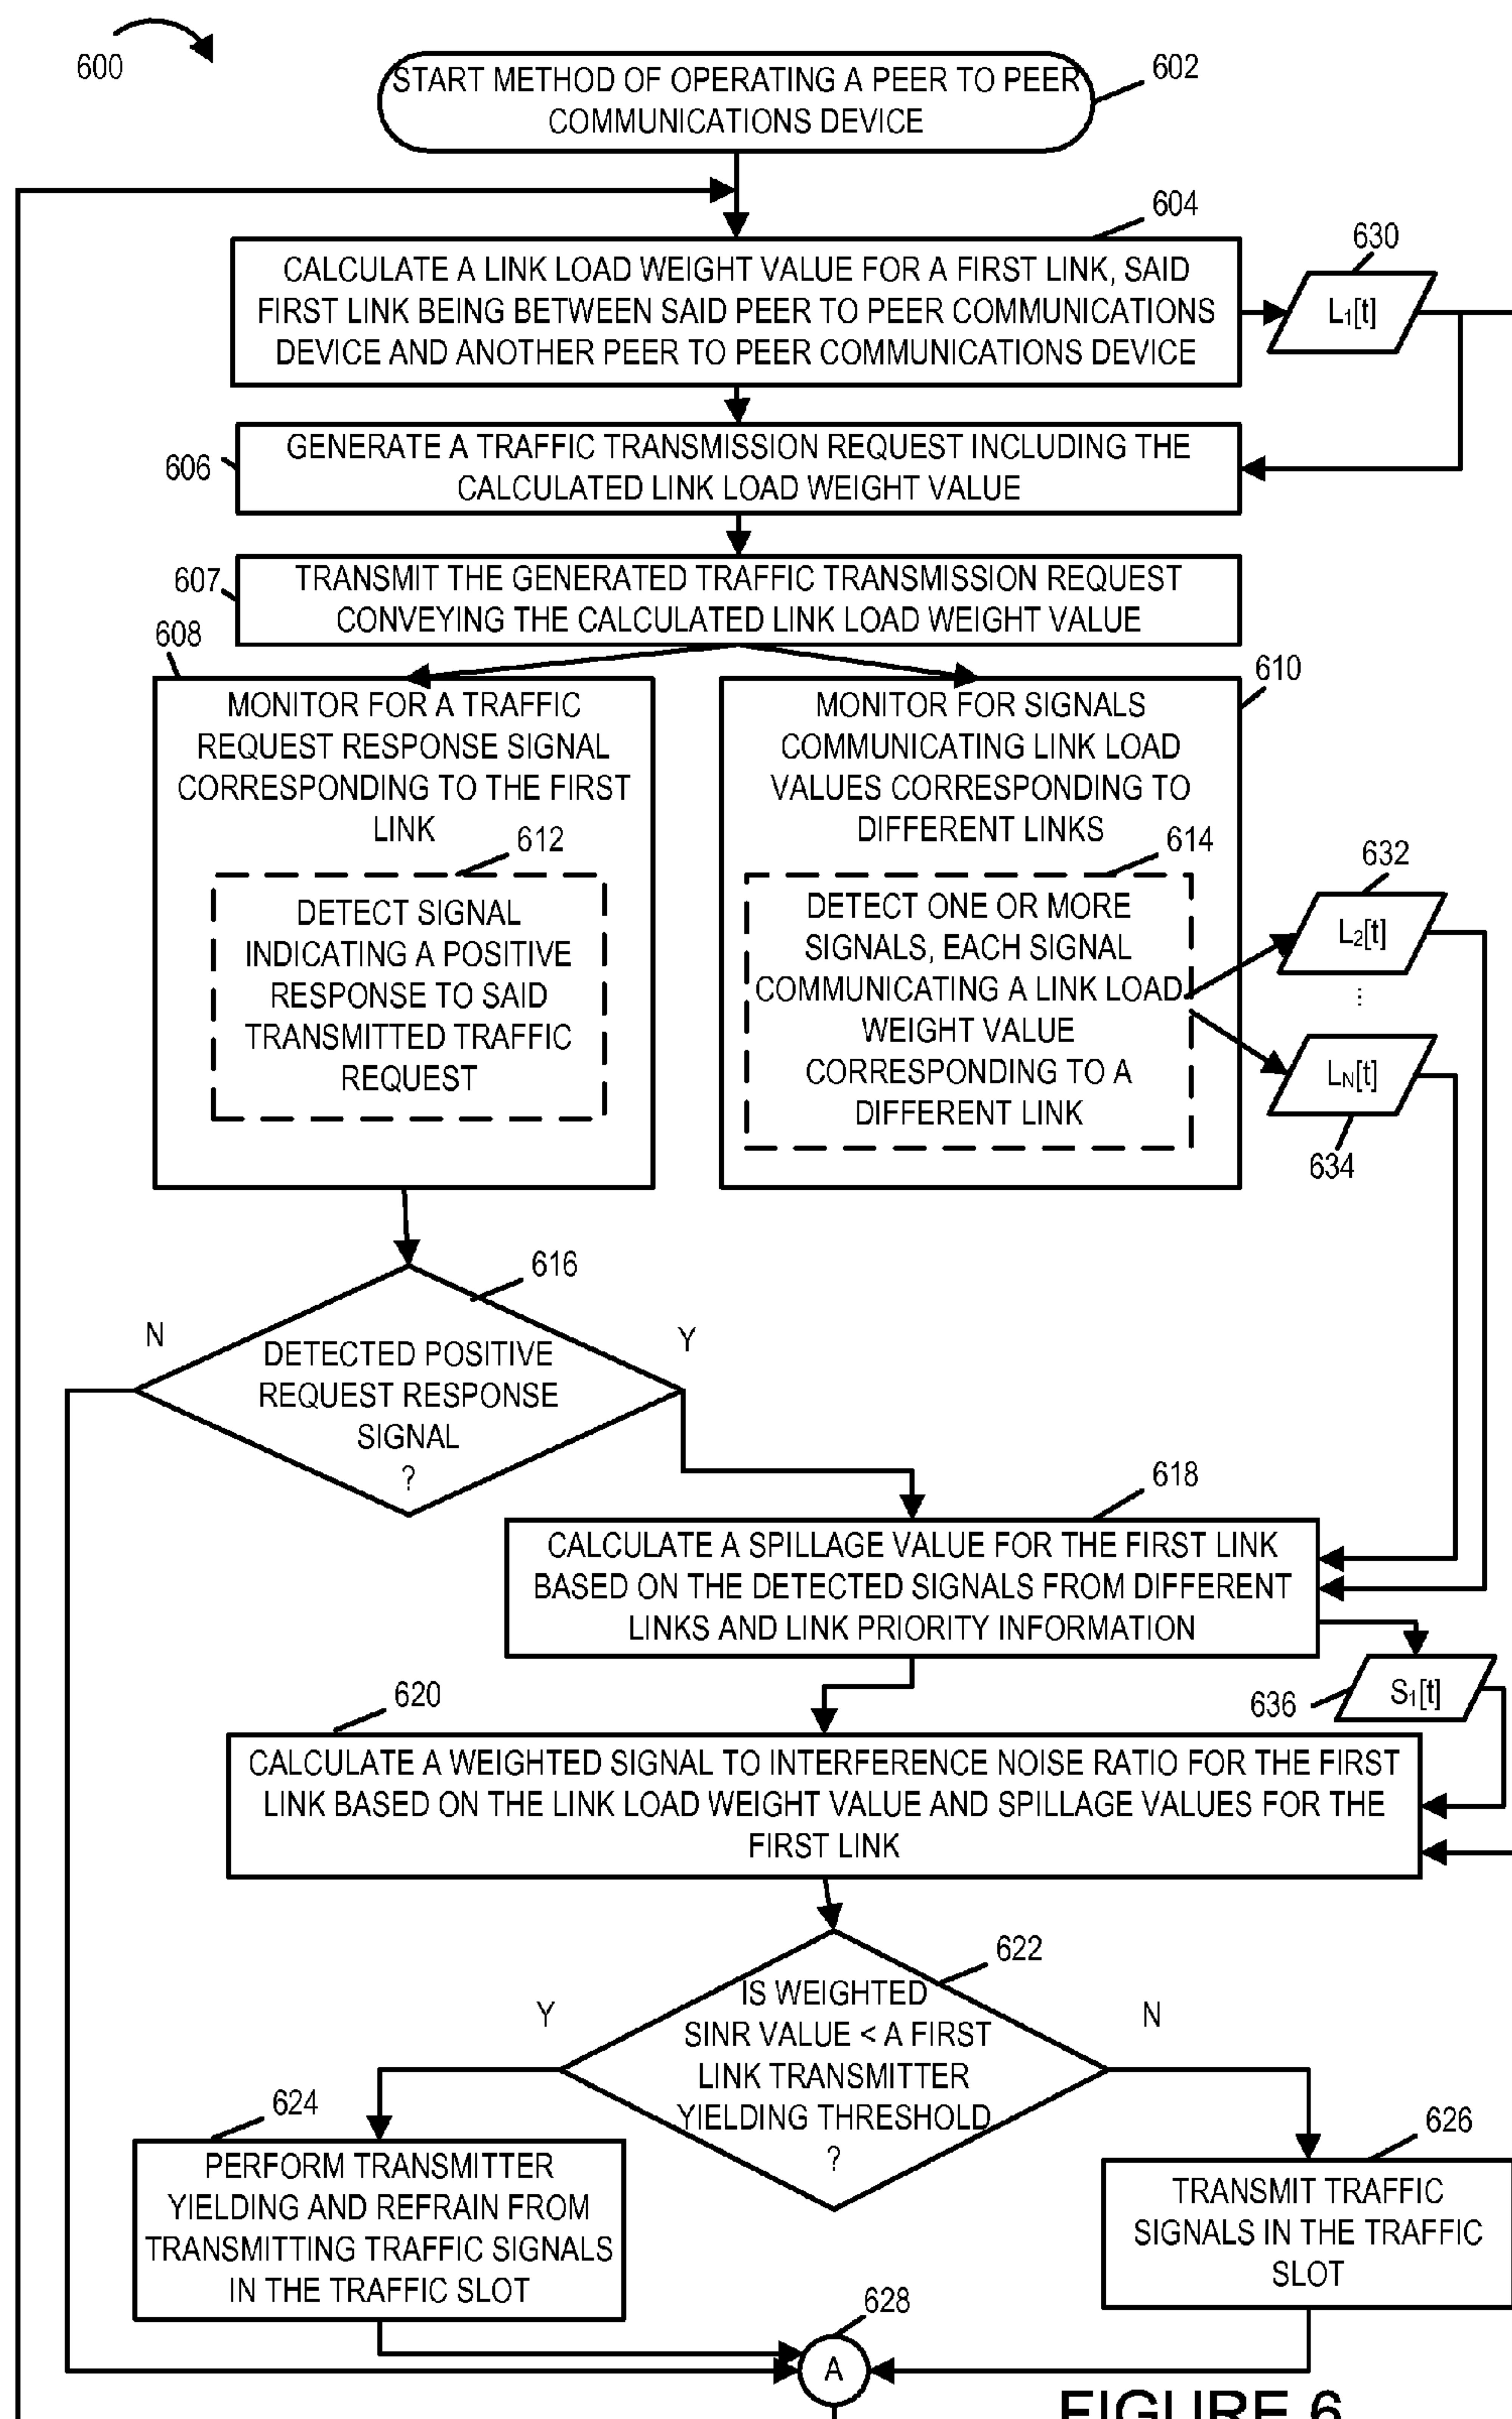 600
START METHOD OF OPERATING A PEER TO PEER
COMMUNICATIONS DEVICE
602
604
CALCULATE A LINK LOAD WEIGHT VALUE FOR A FIRST LINK, SAID
FIRST LINK BEING BETWEEN SAID PEER TO PEER COMMUNICATIONS
DEVICE AND ANOTHER PEER TO PEER COMMUNICATIONS DEVICE
630
L₁[t]
606
GENERATE A TRAFFIC TRANSMISSION REQUEST INCLUDING THE
CALCULATED LINK LOAD WEIGHT VALUE
607
TRANSMIT THE GENERATED TRAFFIC TRANSMISSION REQUEST
CONVEYING THE CALCULATED LINK LOAD WEIGHT VALUE
608
MONITOR FOR A TRAFFIC
REQUEST RESPONSE SIGNAL
CORRESPONDING TO THE FIRST
LINK
612
DETECT SIGNAL
INDICATING A POSITIVE
RESPONSE TO SAID
TRANSMITTED TRAFFIC
REQUEST
610
MONITOR FOR SIGNALS
COMMUNICATING LINK LOAD
VALUES CORRESPONDING TO
DIFFERENT LINKS
614
DETECT ONE OR MORE
SIGNALS, EACH SIGNAL
COMMUNICATING A LINK LOAD
WEIGHT VALUE
CORRESPONDING TO A
DIFFERENT LINK
632
L₂[t]
...
L_N[t]
634
616
N
Y
DETECTED POSITIVE
REQUEST RESPONSE
SIGNAL
?
618
CALCULATE A SPILLAGE VALUE FOR THE FIRST LINK
BASED ON THE DETECTED SIGNALS FROM DIFFERENT
LINKS AND LINK PRIORITY INFORMATION
636
S₁[t]
620
CALCULATE A WEIGHTED SIGNAL TO INTERFERENCE NOISE RATIO FOR THE FIRST
LINK BASED ON THE LINK LOAD WEIGHT VALUE AND SPILLAGE VALUES FOR THE
FIRST LINK
622
Y
N
IS WEIGHTED
SINR VALUE < A FIRST
LINK TRANSMITTER
YIELDING THRESHOLD
?
624
PERFORM TRANSMITTER
YIELDING AND REFRAIN FROM
TRANSMITTING TRAFFIC SIGNALS
IN THE TRAFFIC SLOT
626
TRANSMIT TRAFFIC
SIGNALS IN THE TRAFFIC
SLOT
628
A
FIGURE 6